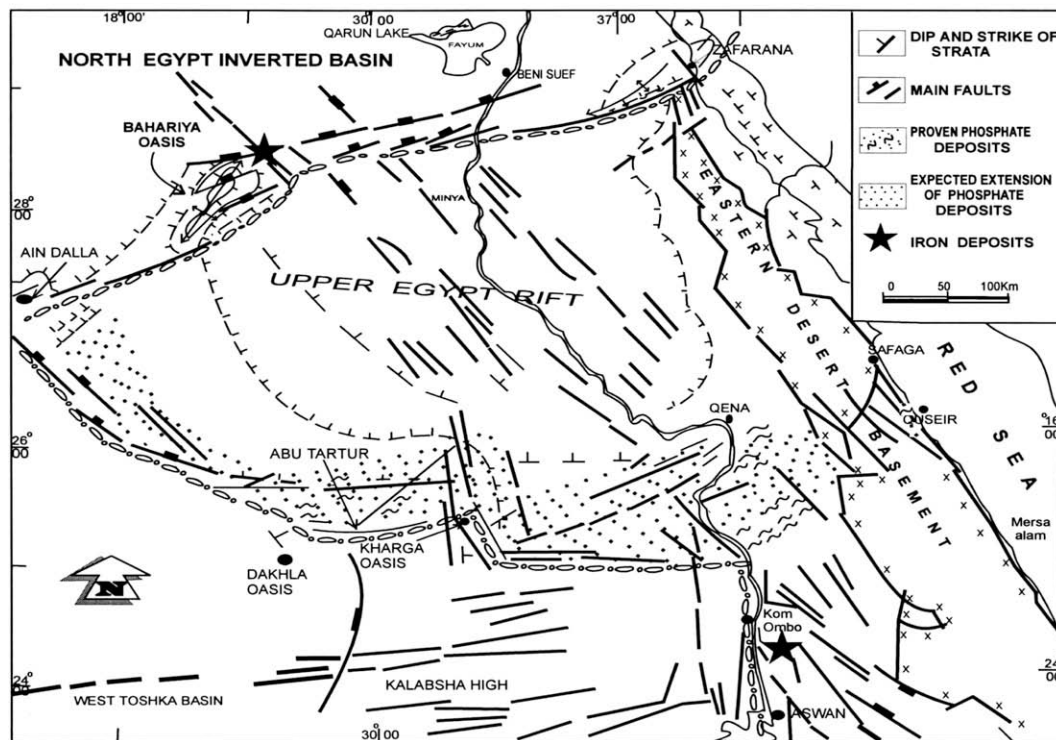 18°00'
30 00
37 00
QARUN LAKE
FAYUM
ZAFARANA
NORTH EGYPT INVERTED BASIN
BENI SUEF
BAHARIYA
OASIS
DIP AND STRIKE OF
STRATA
MAIN FAULTS
PROVEN PHOSPHATE
DEPOSITS
EXPECTED EXTENSION
OF PHOSPHATE
DEPOSITS
IRON DEPOSITS
0 50 100Km
28°
00
MINYA
AIN DALLA
UPPER EGYPT RIFT
EASTERN DESERT BASEMENT
SAFAGA
RED SEA
QUSEIR
QENA
26°
00
°16
00
ABU TARTUR
Mersa
alam
KHARGA
OASIS
DAKHLA
OASIS
N
Kom
Ombo
24°
00
24
00
WEST TOSHKA BASIN
KALABSHA HIGH
ASWAN
30° 00